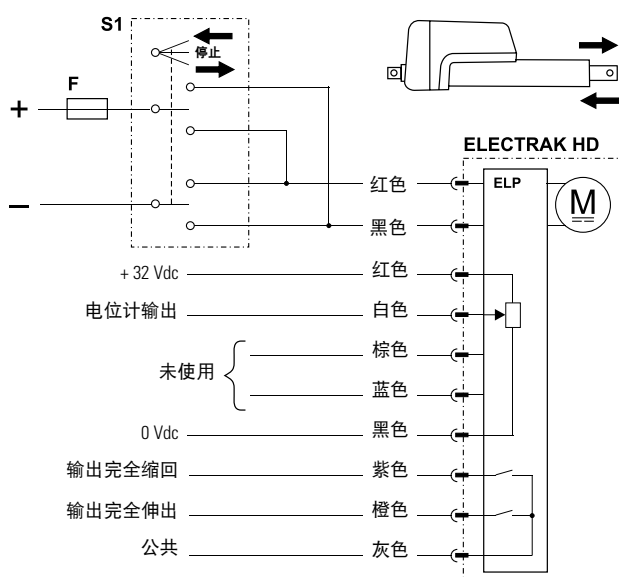 S1
停止
F
+
–
ELECTRAK HD
红色
ELP
M
黑色
+ 32 Vdc
红色
电位计输出
白色
未使用
棕色
蓝色
0 Vdc
黑色
输出完全缩回
紫色
输出完全伸出
橙色
公共
灰色